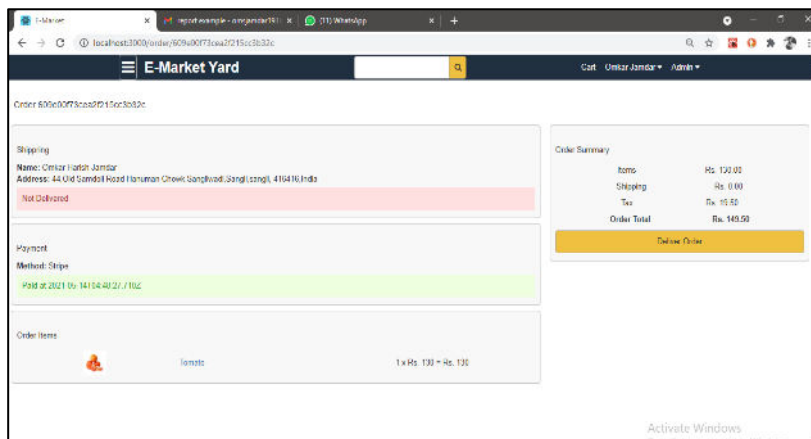 E-Market
report example - omrjamdar193
(11) WhatsApp
localhost:3000/order/609e00f73cea2f215cc3b32c
E-Market Yard
Cart Omkar Jamdar Admin
Order 609e00f73cea2f215cc3b32c
Shipping
Name: Omkar Harish Jamdar
Address: 44,Old Samdoli Road Hanuman Chowk Sangliwadi,Sangli,sangli, 416416,India
Not Delivered
Payment
Method: Stripe
Paid at 2021-05-14T04:48:27.710Z
Order Items
Tomato 1 x Rs. 130 = Rs. 130
Order Summary
Items Rs. 130.00
Shipping Rs. 0.00
Tax Rs. 19.50
Order Total Rs. 149.50
Deliver Order
Activate Windows